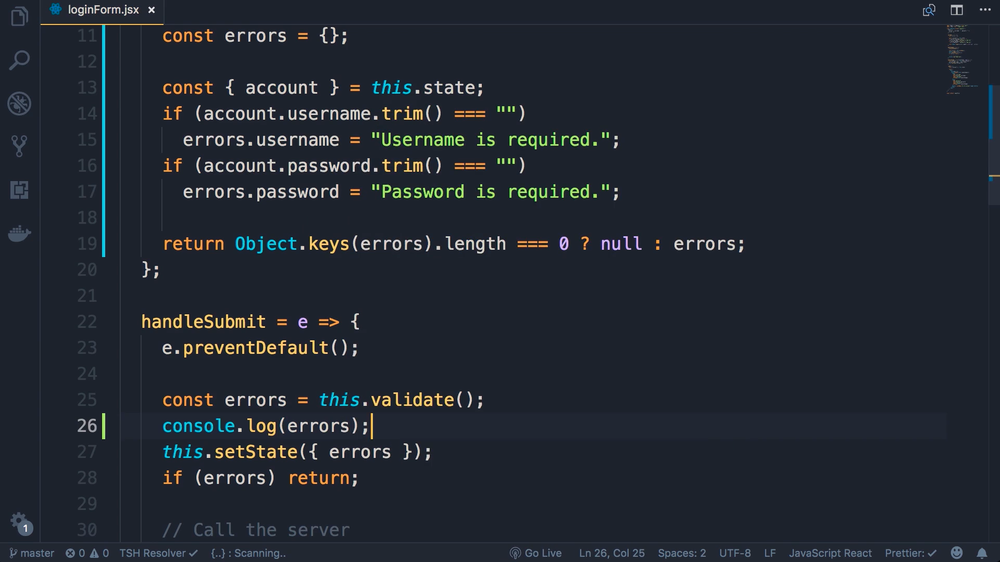 loginForm.jsx ×
11 const errors = {};
12
13 const { account } = this.state;
14 if (account.username.trim() === "")
15 errors.username = "Username is required.";
16 if (account.password.trim() === "")
17 errors.password = "Password is required.";
18
19 return Object.keys(errors).length === 0 ? null : errors;
20 };
21
22 handleSubmit = e => {
23 e.preventDefault();
24
25 const errors = this.validate();
26 console.log(errors);
27 this.setState({ errors });
28 if (errors) return;
29
30 // Call the server
1
master 0 0 TSH Resolver ✓ {..} : Scanning.. Go Live Ln 26, Col 25 Spaces: 2 UTF-8 LF JavaScript React Prettier: ✓